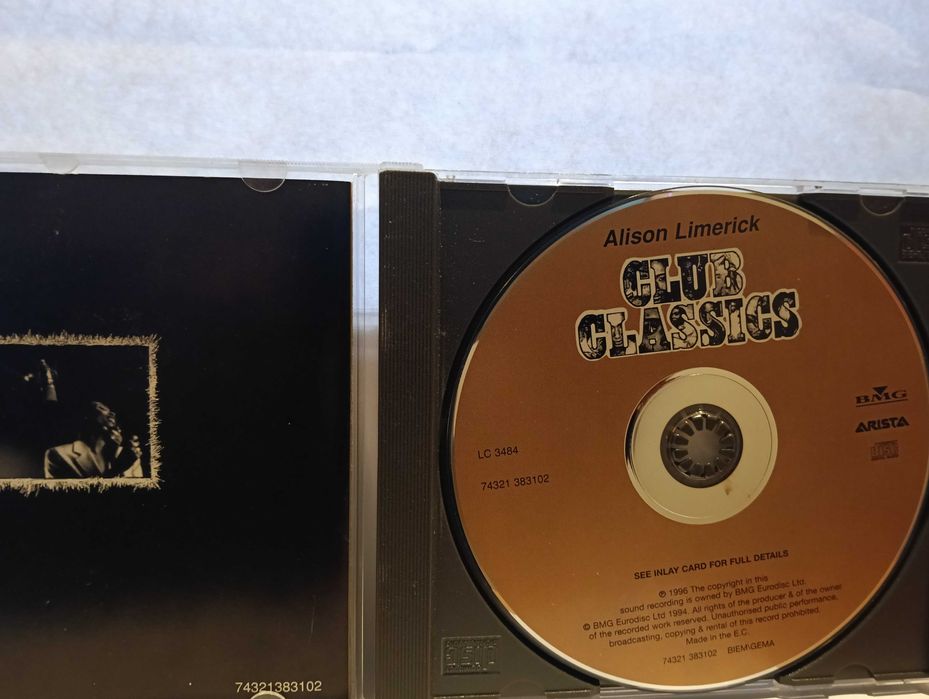 Alison Limerick
CLUB
CLASSICS
BMG
ARISTA
LC 3484
74321 383102
SEE INLAY CARD FOR FULL DETAILS
℗ 1996 The copyright in this
sound recording is owned by BMG Eurodisc Ltd.
© BMG Eurodisc Ltd 1994. All rights of the producer & of the owner
of the recorded work reserved. Unauthorised public performance,
broadcasting, copying & rental of this record prohibited.
Made in the E.C.
74321 383102 BIEM\GEMA
74321383102